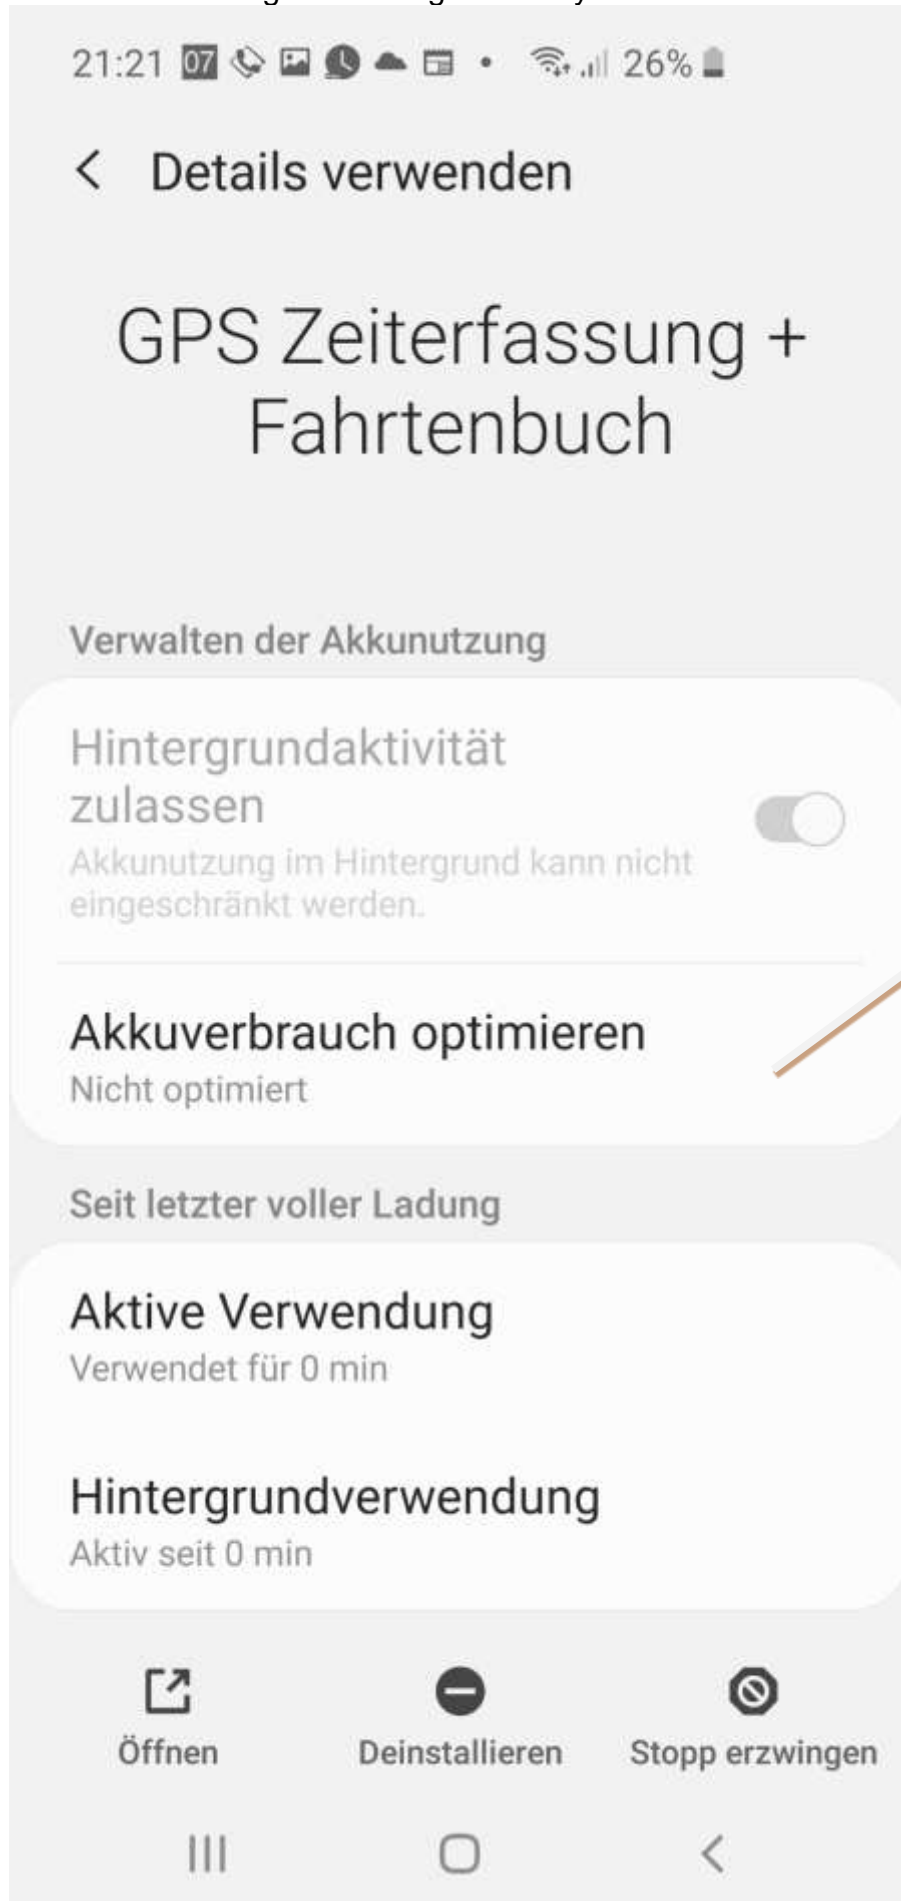 21:21 07 26%
Details verwenden
GPS Zeiterfassung +
Fahrtenbuch
Verwalten der Akkunutzung
Hintergrundaktivität
zulassen
Akkunutzung im Hintergrund kann nicht
eingeschränkt werden.
Akkuverbrauch optimieren
Nicht optimiert
Seit letzter voller Ladung
Aktive Verwendung
Verwendet für 0 min
Hintergrundverwendung
Aktiv seit 0 min
Öffnen Deinstallieren Stopp erzwingen